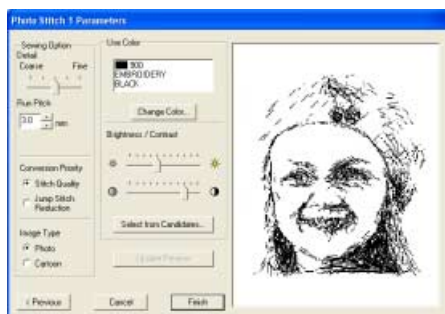 Photo Stitch 1 Parameters
Sewing Option
Detail
Coarse Fine
Run Pitch
3.0 mm
Conversion Priority
Stitch Quality
Jump Stitch
Reduction
Image Type
Photo
Cartoon
Use Color
900
EMBROIDERY
BLACK
Change Color...
Brightness / Contrast
Select from Candidates...
Update Preview
< Previous
Cancel
Finish